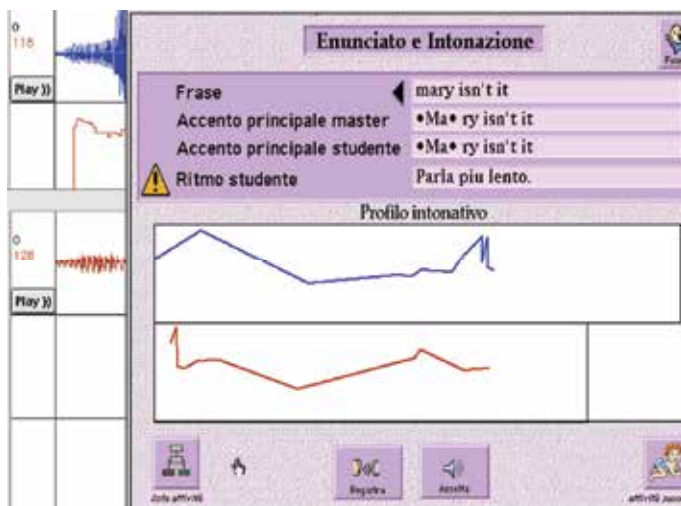 0
118
Play ))
0
128
Play ))
Enunciato e Intonazione
Frase
mary isn't it
Accento principale master
•Ma• ry isn't it
Accento principale studente
•Ma• ry isn't it
Ritmo studente
Parla piu lento.
Profilo intonativo
Registra
Ascolta